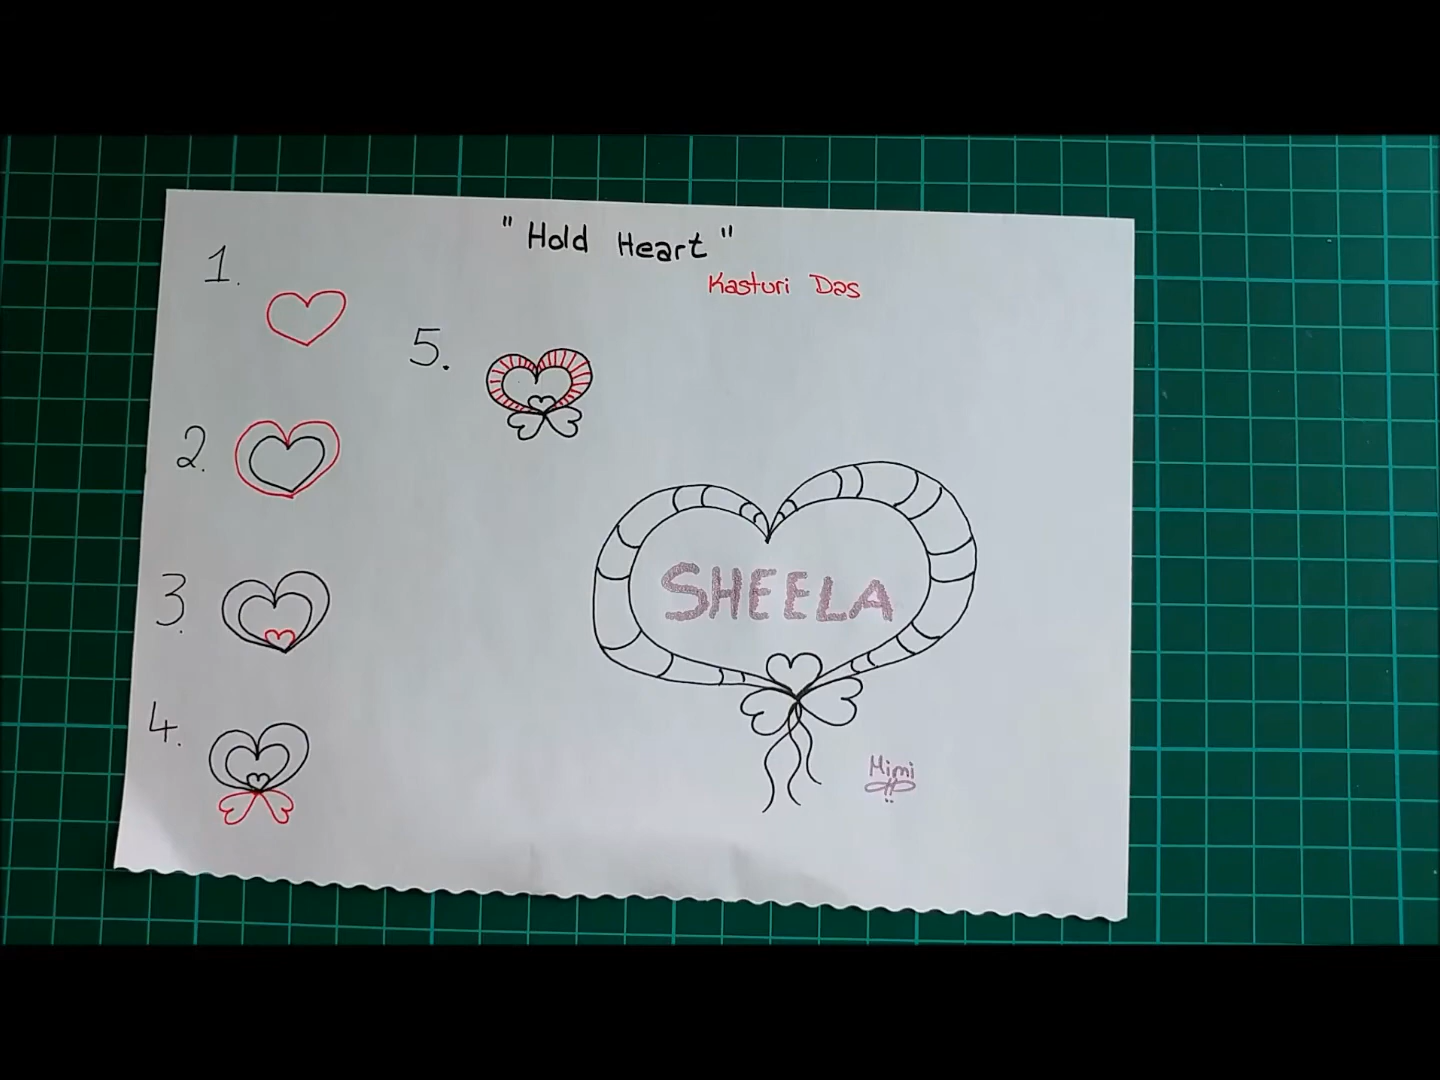 "Hold Heart"
Kasturi Das
1.
2.
3.
4.
5.
SHEELA
Mimi